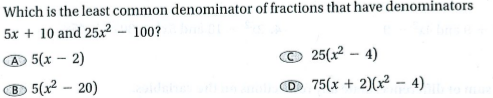 Which is the least common denominator of fractions that have denominators
5x + 10 and 25x² − 100?
A 5(x − 2)
C 25(x² − 4)
B 5(x² − 20)
D 75(x + 2)(x² − 4)